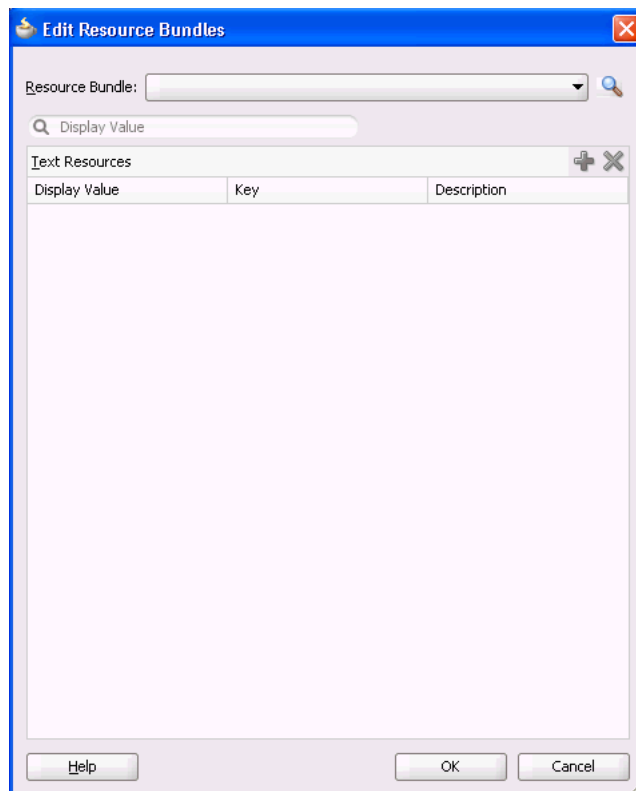 Edit Resource Bundles
Resource Bundle:
Display Value
Text Resources
Display Value Key Description
Help OK Cancel